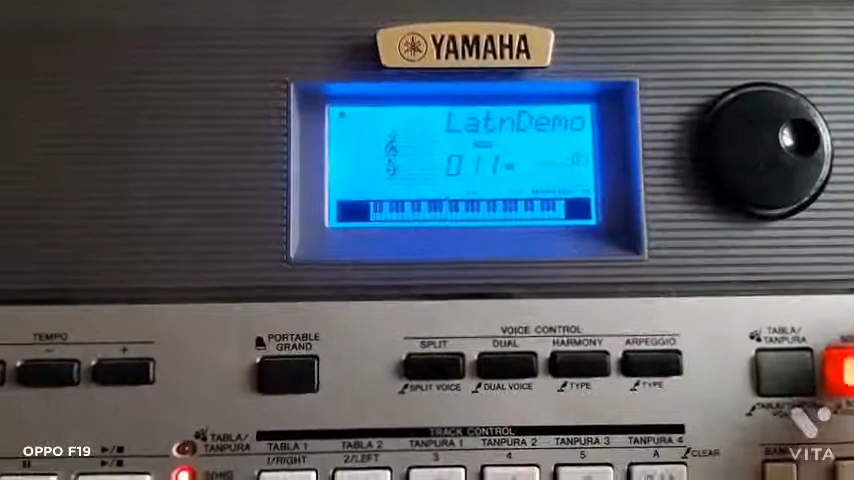 YAMAHA
LatnDemo
011
TEMPO
- +
PORTABLE
GRAND
VOICE CONTROL
SPLIT DUAL HARMONY ARPEGGIO
SPLIT VOICE DUAL VOICE TYPE TYPE
TABLA/
TANPURA
TRACK CONTROL
TABLA/
TANPURA
TABLA 1 TABLA 2 TANPURA 1 TANPURA 2 TANPURA 3 TANPURA 4
1/RIGHT 2/LEFT 3 4 5 A
CLEAR
SONG
OPPO F19
VITA